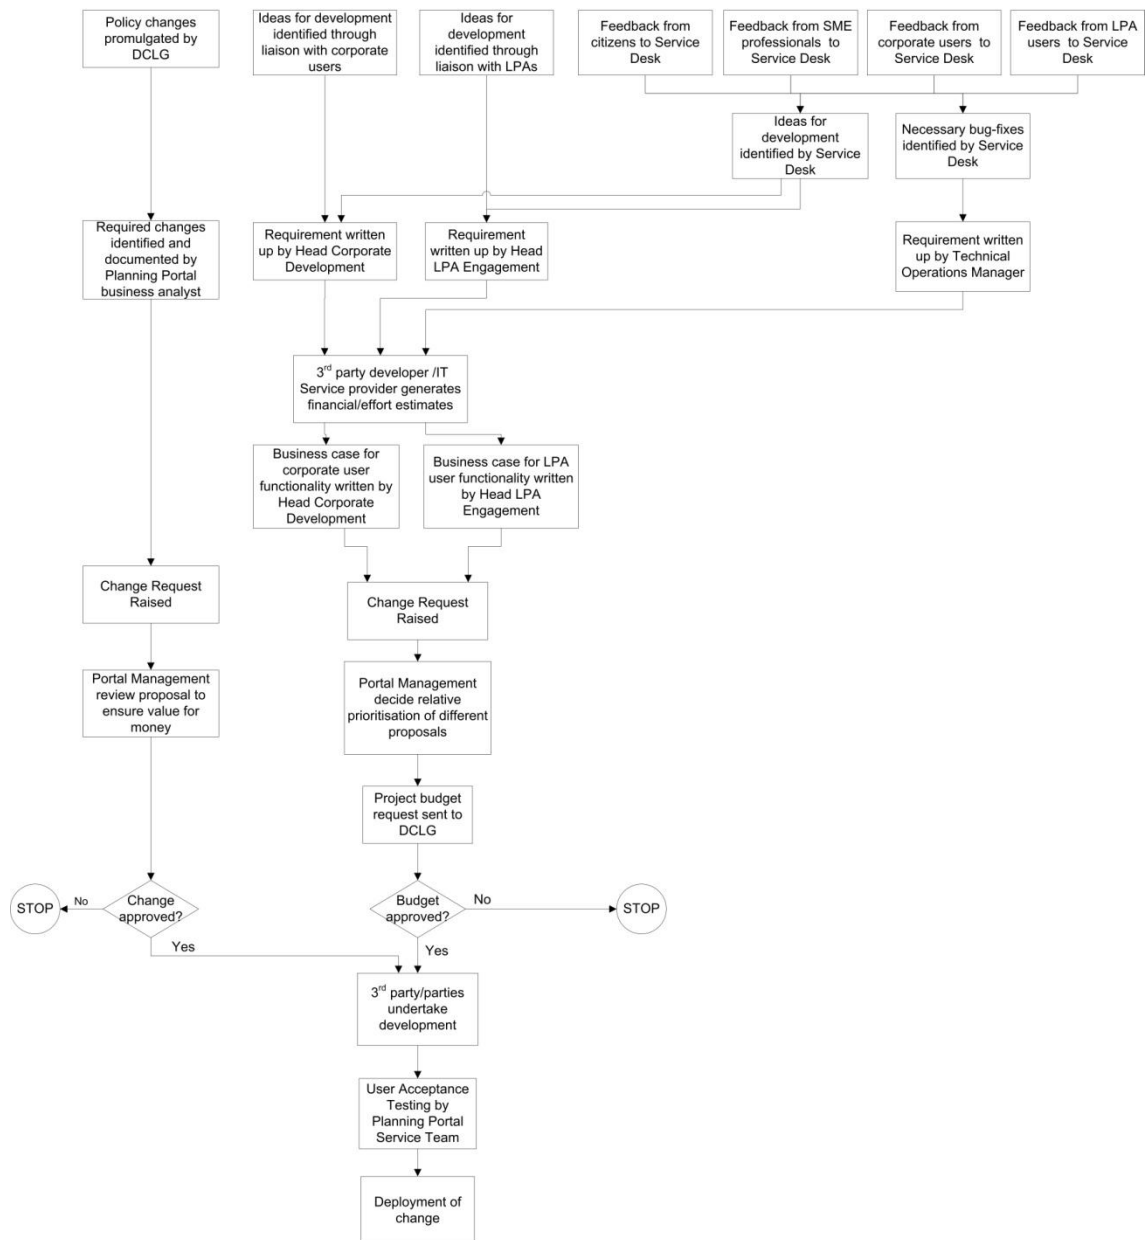 Policy changes
promulgated by
DCLG
Ideas for development
identified through
liaison with corporate
users
Ideas for
development
identified through
liaison with LPAs
Feedback from
citizens to Service
Desk
Feedback from SME
professionals to
Service Desk
Feedback from
corporate users to
Service Desk
Feedback from LPA
users to Service
Desk
Ideas for
development
identified by Service
Desk
Necessary bug-fixes
identified by Service
Desk
Required changes
identified and
documented by
Planning Portal
business analyst
Requirement written
up by Head Corporate
Development
Requirement
written up by Head
LPA Engagement
Requirement written
up by Technical
Operations Manager
3rd party developer /IT
Service provider generates
financial/effort estimates
Business case for
corporate user
functionality written by
Head Corporate
Development
Business case for LPA
user functionality written
by Head LPA
Engagement
Change Request
Raised
Change Request
Raised
Portal Management
review proposal to
ensure value for
money
Portal Management
decide relative
prioritisation of different
proposals
Project budget
request sent to
DCLG
STOP
No
Change
approved?
Budget
approved?
No
STOP
Yes
Yes
3rd party/parties
undertake
development
User Acceptance
Testing by
Planning Portal
Service Team
Deployment of
change